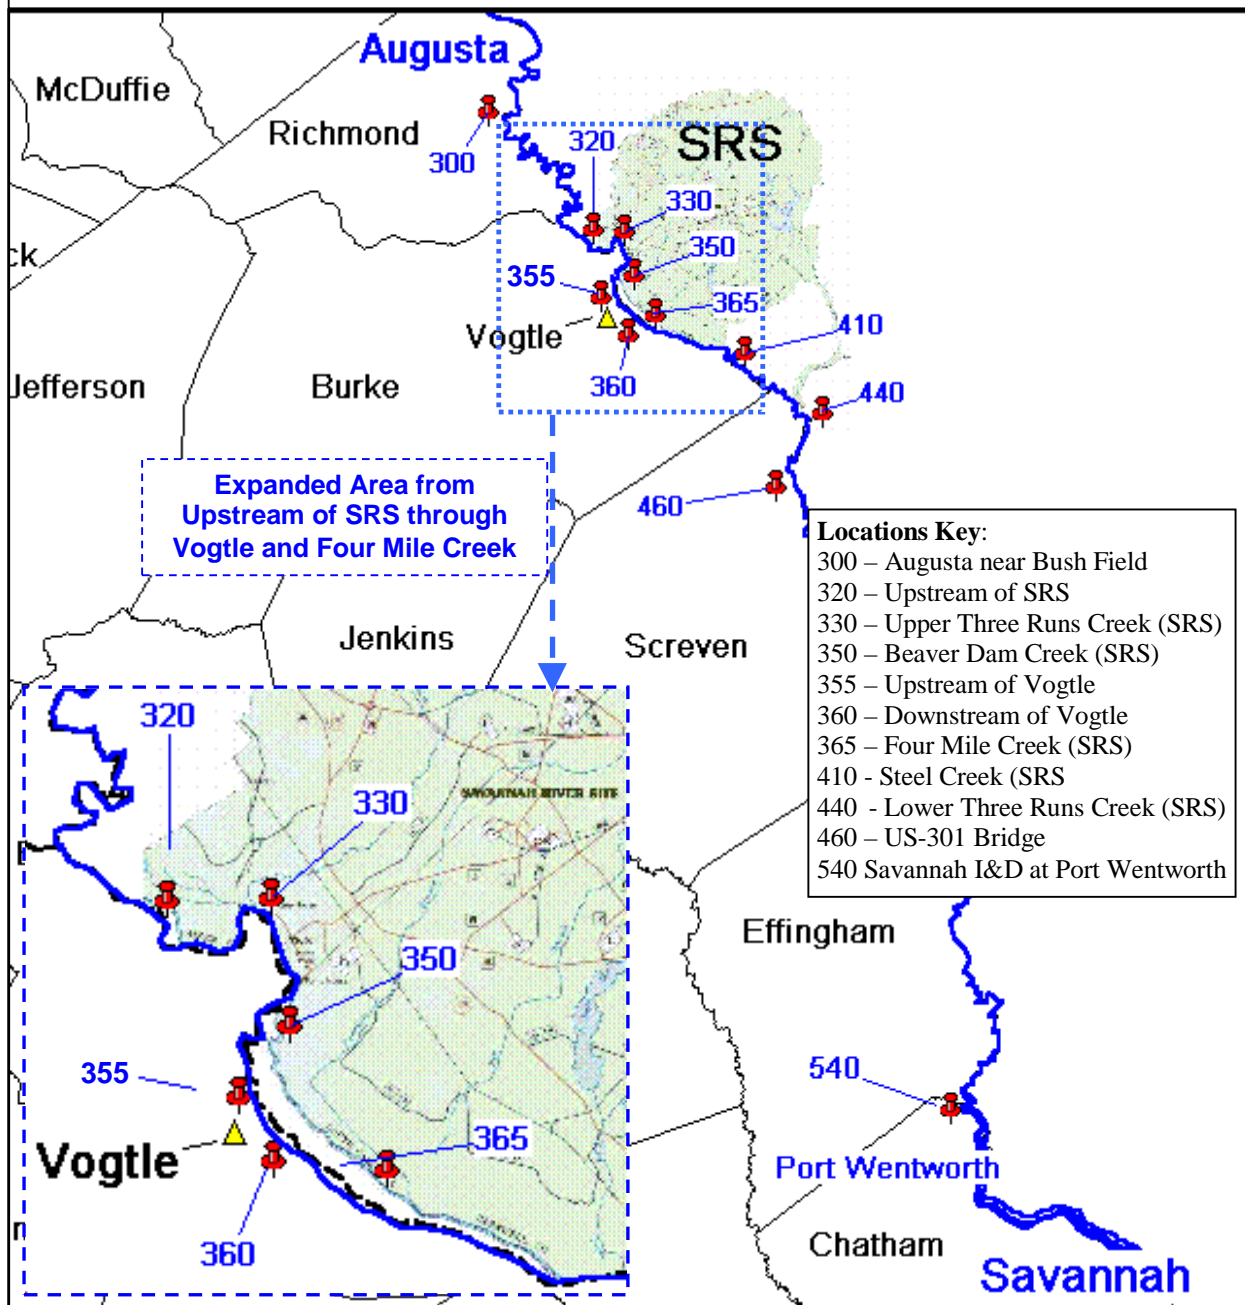 Augusta
McDuffie
Richmond
300
320
SRS
330
350
ck
355
365
Vogtle
410
360
Jefferson
Burke
440
Expanded Area from
Upstream of SRS through
Vogtle and Four Mile Creek
460
Locations Key:
300 – Augusta near Bush Field
320 – Upstream of SRS
330 – Upper Three Runs Creek (SRS)
350 – Beaver Dam Creek (SRS)
355 – Upstream of Vogtle
360 – Downstream of Vogtle
365 – Four Mile Creek (SRS)
410 - Steel Creek (SRS
440 - Lower Three Runs Creek (SRS)
460 – US-301 Bridge
540 Savannah I&D at Port Wentworth
Jenkins
Screven
320
330
SAVANNAH RIVER SITE
350
355
Vogtle
365
360
Effingham
540
Port Wentworth
Chatham
Savannah